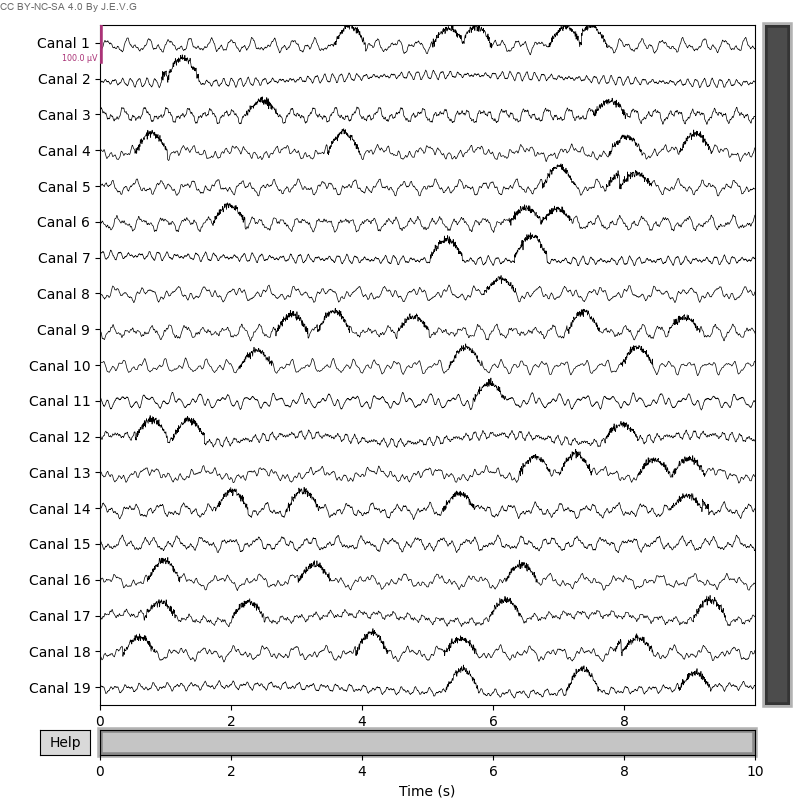 CC BY-NC-SA 4.0 By J.E.V.G
Canal 1
100.0 µV
Canal 2
Canal 3
Canal 4
Canal 5
Canal 6
Canal 7
Canal 8
Canal 9
Canal 10
Canal 11
Canal 12
Canal 13
Canal 14
Canal 15
Canal 16
Canal 17
Canal 18
Canal 19
0 2 4 6 8
Help
0 2 4 6 8 10
Time (s)